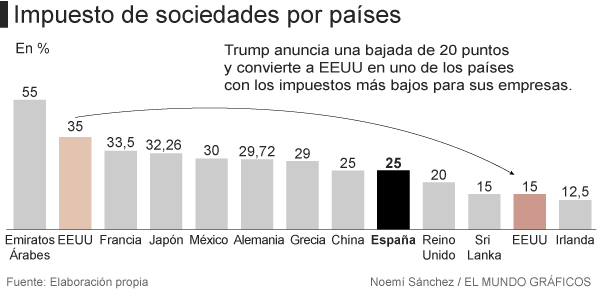 Impuesto de sociedades por países
En %
Trump anuncia una bajada de 20 puntos
y convierte a EEUU en uno de los países
con los impuestos más bajos para sus empresas.
55
35
33,5
32,26
30
29,72
29
25
25
20
15
15
12,5
Emiratos
Árabes
EEUU
Francia
Japón
México
Alemania
Grecia
China
España
Reino
Unido
Sri
Lanka
EEUU
Irlanda
Fuente: Elaboración propia
Noemí Sánchez / EL MUNDO GRÁFICOS